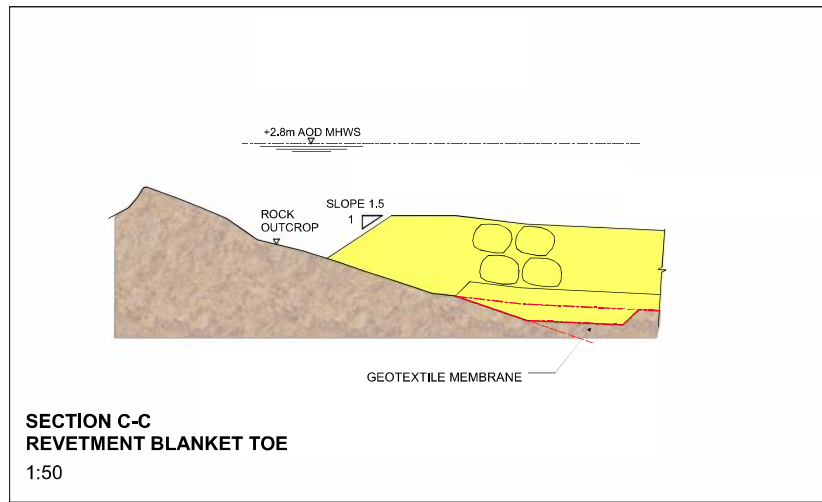 +2.8m AOD MHWS
SLOPE 1.5
1
ROCK
OUTCROP
GEOTEXTILE MEMBRANE
SECTION C-C
REVETMENT BLANKET TOE
1:50